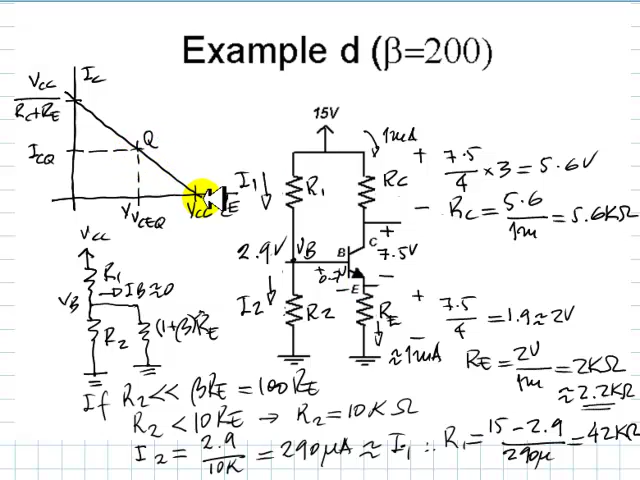 Example d (β=200)
VCC
IC
VCC / (RC+RE)
ICQ
Q
VCEQ
VCC
15V
1mA
I1
R1
RC
+ 7.5/4 × 3 = 5.6V
− RC = 5.6/1m = 5.6KΩ
2.9V
VB
B
C
E
+
7.5V
−
+ 0.7V −
I2
R2
RE
≈1mA
+ 7.5/4 = 1.9≈2V
−
RE = 2V/1m = 2KΩ
≈2.2KΩ
VCC
R1
VB
→ IB≈0
R2
(1+β)RE
If R2 << βRE = 100RE
R2 < 10RE → R2 = 10KΩ
I2 = 2.9/10K = 290μA ≈ I1 ∴ R1 = (15−2.9)/290μ = 42KΩ